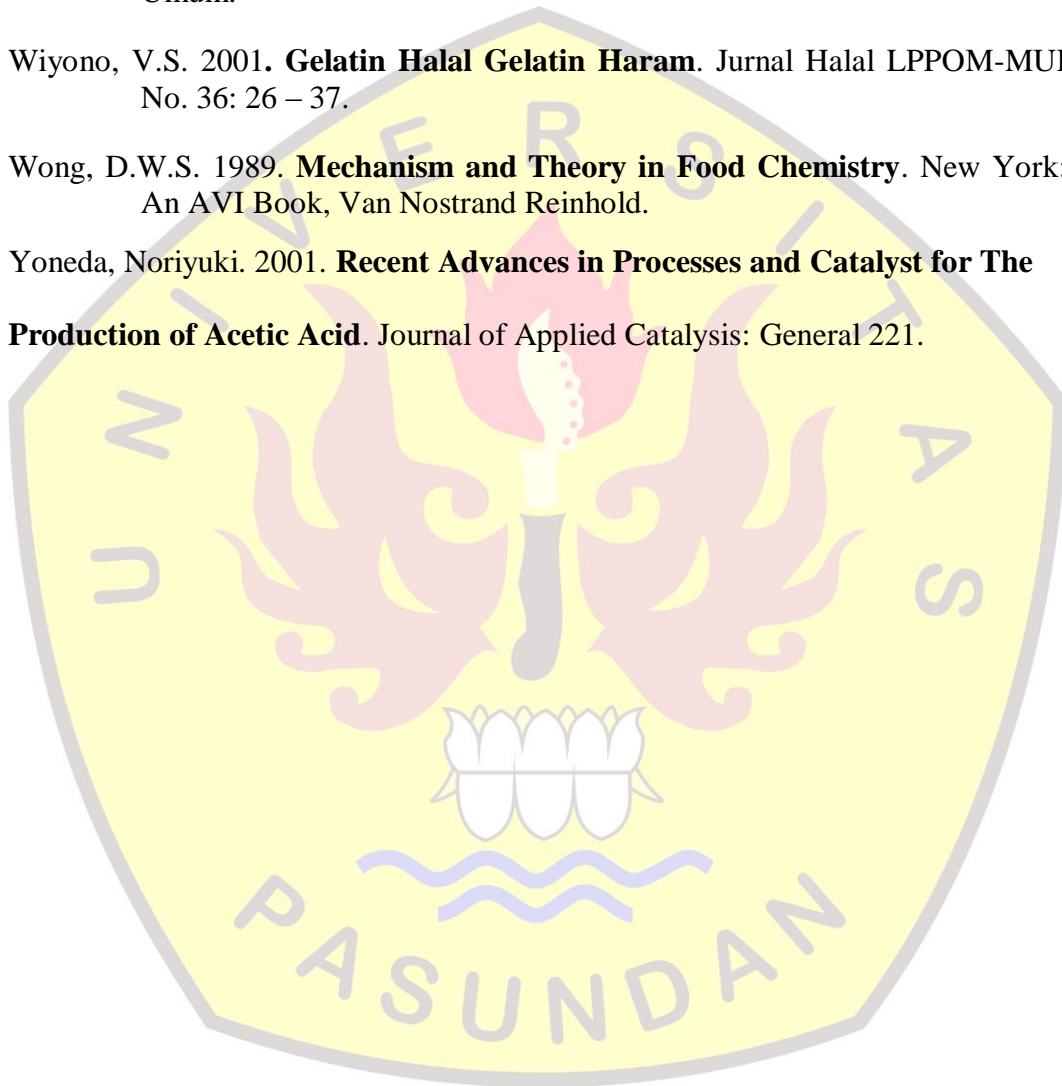 Wiyono, V.S. 2001. Gelatin Halal Gelatin Haram. Jurnal Halal LPPOM-MUI
No. 36: 26 – 37.
Wong, D.W.S. 1989. Mechanism and Theory in Food Chemistry. New York:
An AVI Book, Van Nostrand Reinhold.
Yoneda, Noriyuki. 2001. Recent Advances in Processes and Catalyst for The
Production of Acetic Acid. Journal of Applied Catalysis: General 221.
UNIVERSITAS
PASUNDAN